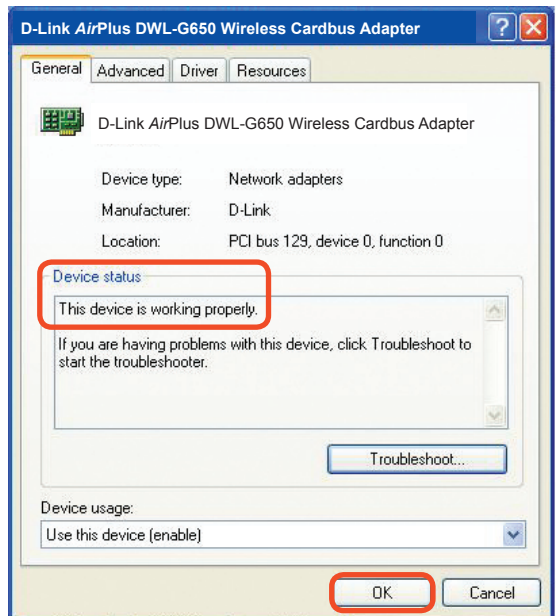 D-Link AirPlus DWL-G650 Wireless Cardbus Adapter
General Advanced Driver Resources
D-Link AirPlus DWL-G650 Wireless Cardbus Adapter
Device type: Network adapters
Manufacturer: D-Link
Location: PCI bus 129, device 0, function 0
Device status
This device is working properly.
If you are having problems with this device, click Troubleshoot to
start the troubleshooter.
Troubleshoot...
Device usage:
Use this device (enable)
OK Cancel